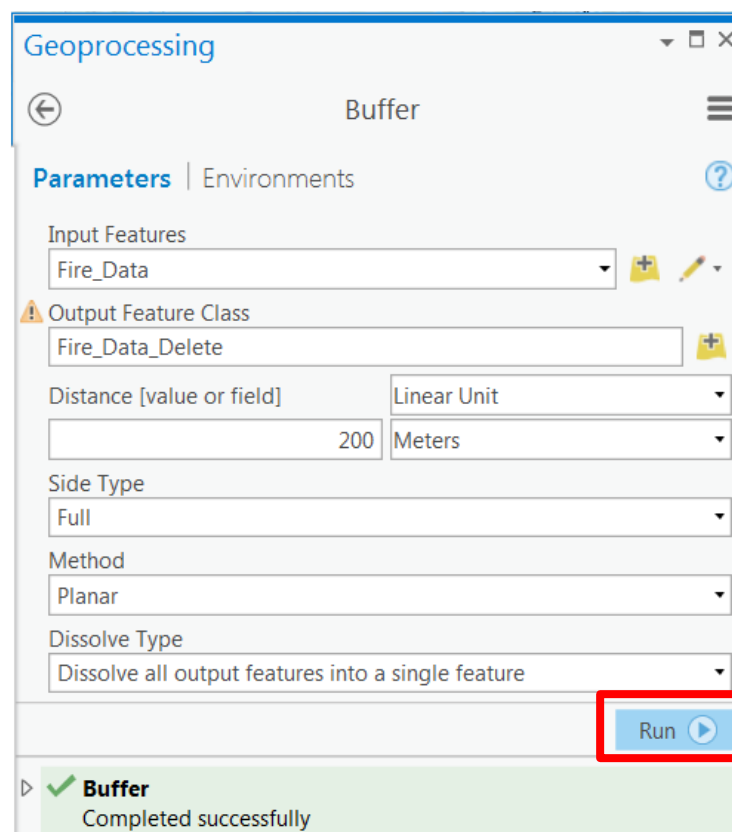 Geoprocessing
Buffer
Parameters | Environments
Input Features
Fire_Data
Output Feature Class
Fire_Data_Delete
Distance [value or field] Linear Unit
200 Meters
Side Type
Full
Method
Planar
Dissolve Type
Dissolve all output features into a single feature
Run
Buffer
Completed successfully